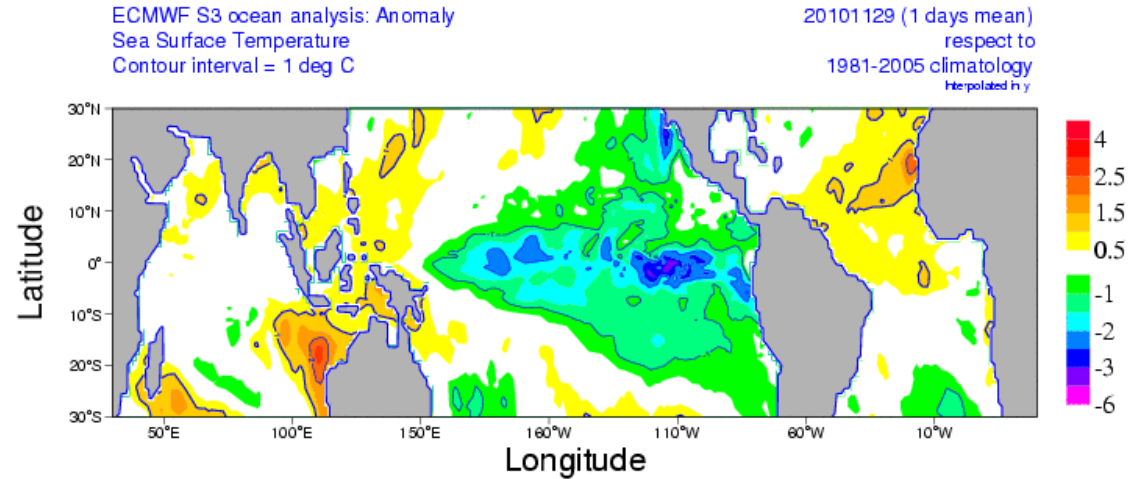 ECMWF S3 ocean analysis: Anomaly
Sea Surface Temperature
Contour interval = 1 deg C
20101129 (1 days mean)
respect to
1981-2005 climatology
Interpolated in y
Latitude
30°N
20°N
10°N
0°
10°S
20°S
30°S
50°E 100°E 150°E 160°W 110°W 60°W 10°W
Longitude
4
2.5
1.5
0.5
-1
-2
-3
-6